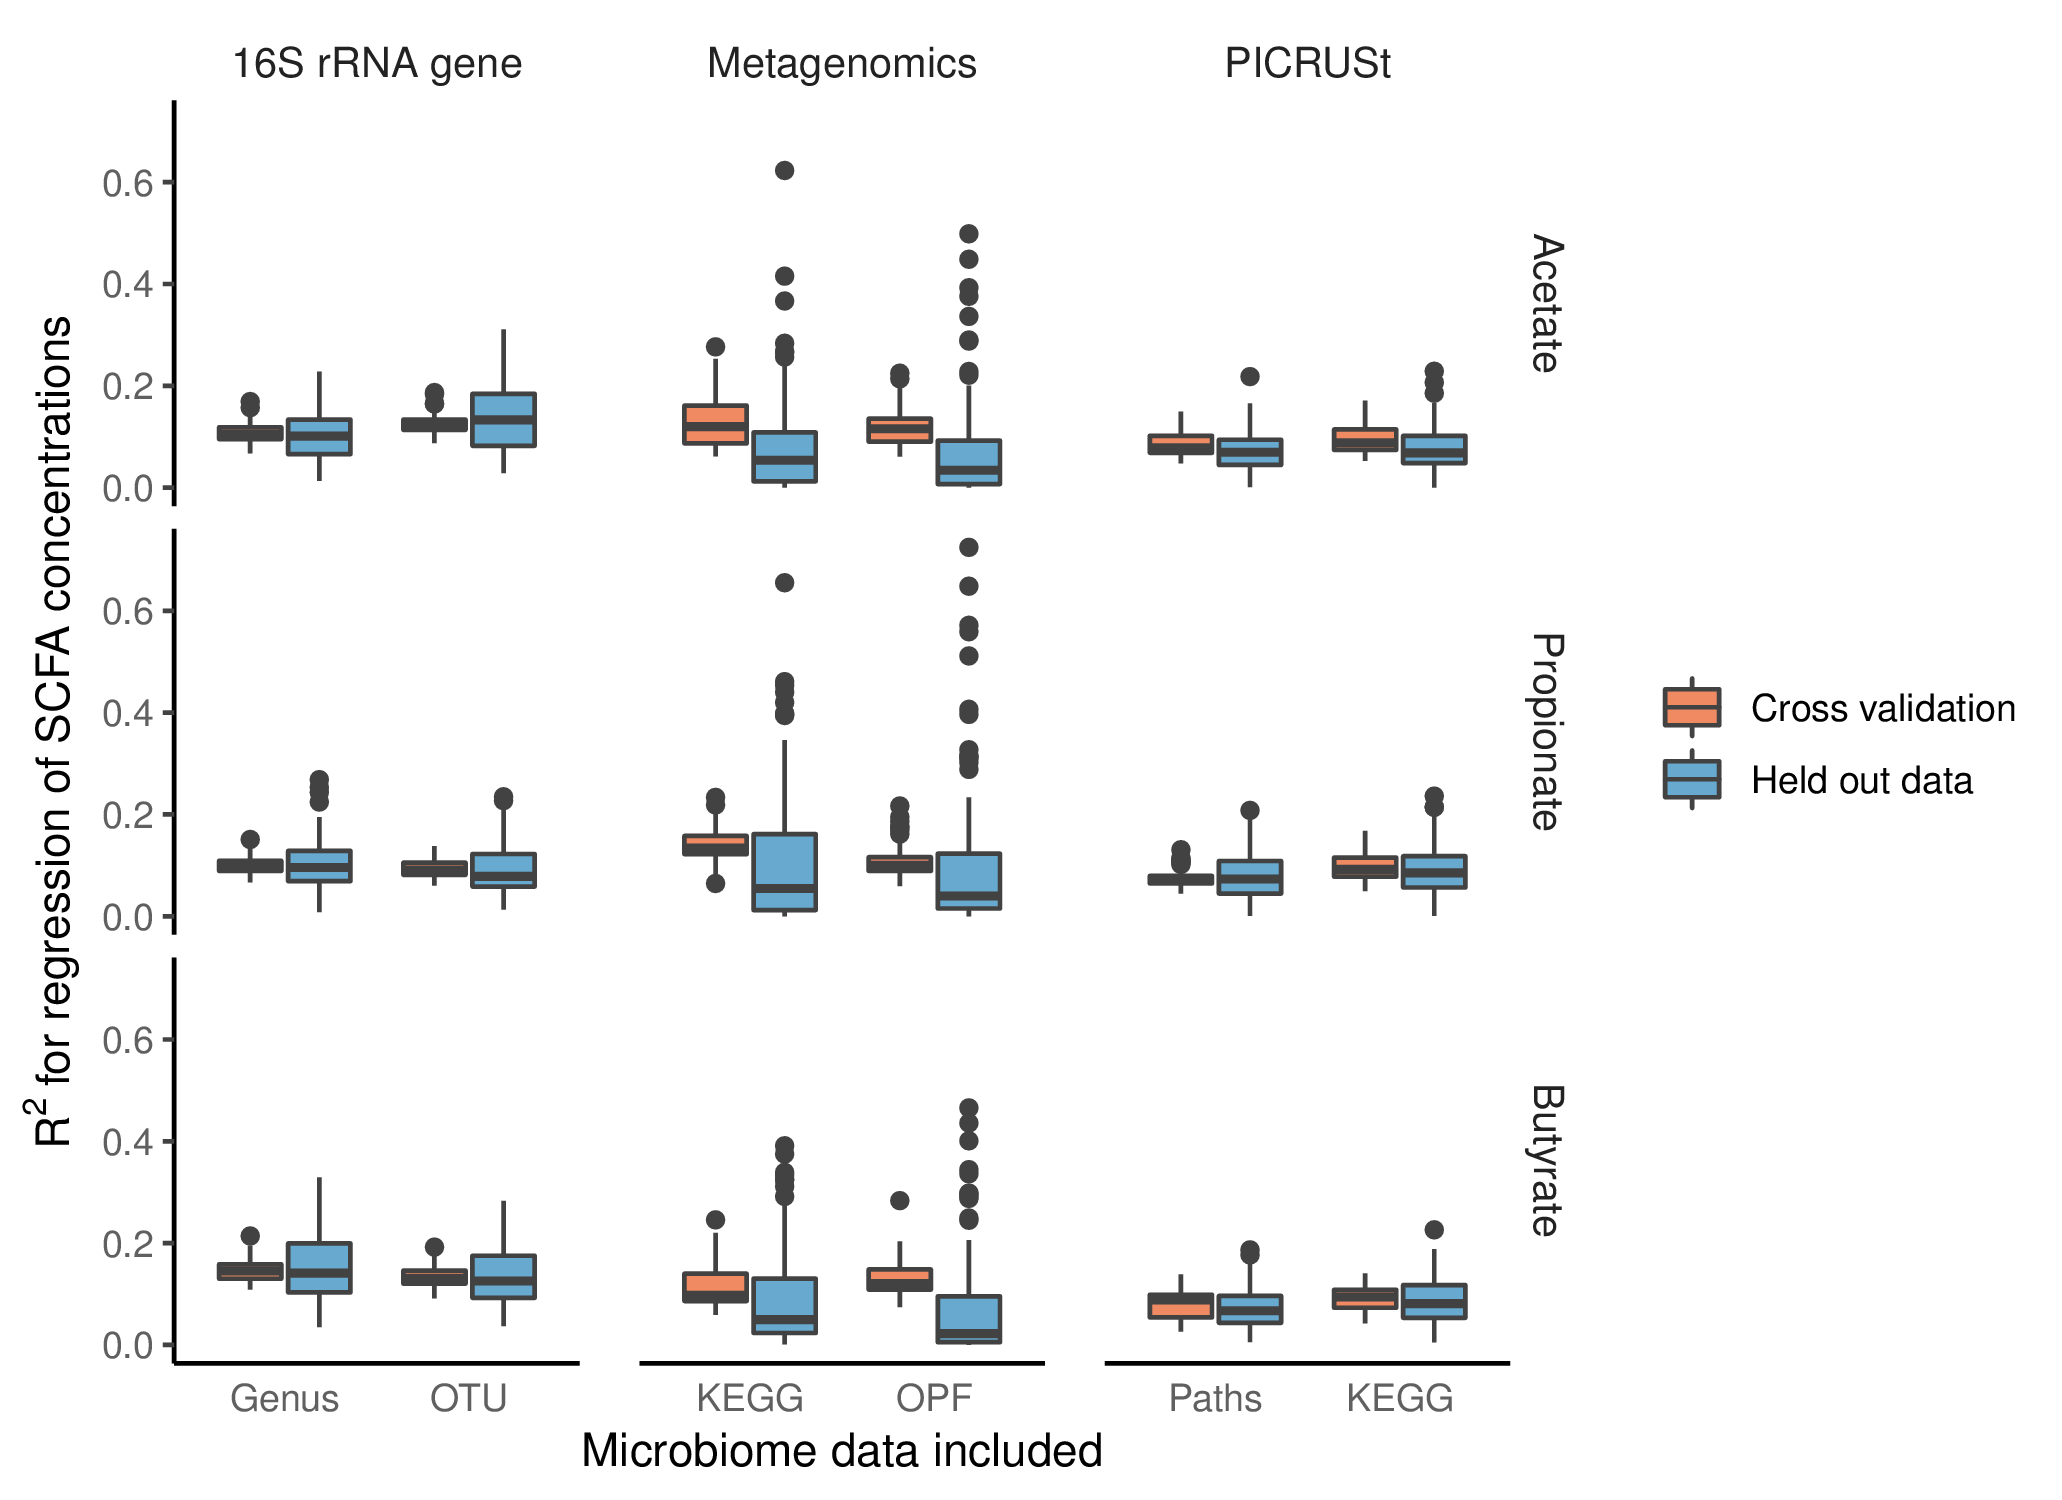 16S rRNA gene
Metagenomics
PICRUSt
R² for regression of SCFA concentrations
0.6
0.4
0.2
0.0
Acetate
0.6
0.4
0.2
0.0
Propionate
0.6
0.4
0.2
0.0
Butyrate
Cross validation
Held out data
Genus
OTU
KEGG
OPF
Paths
KEGG
Microbiome data included